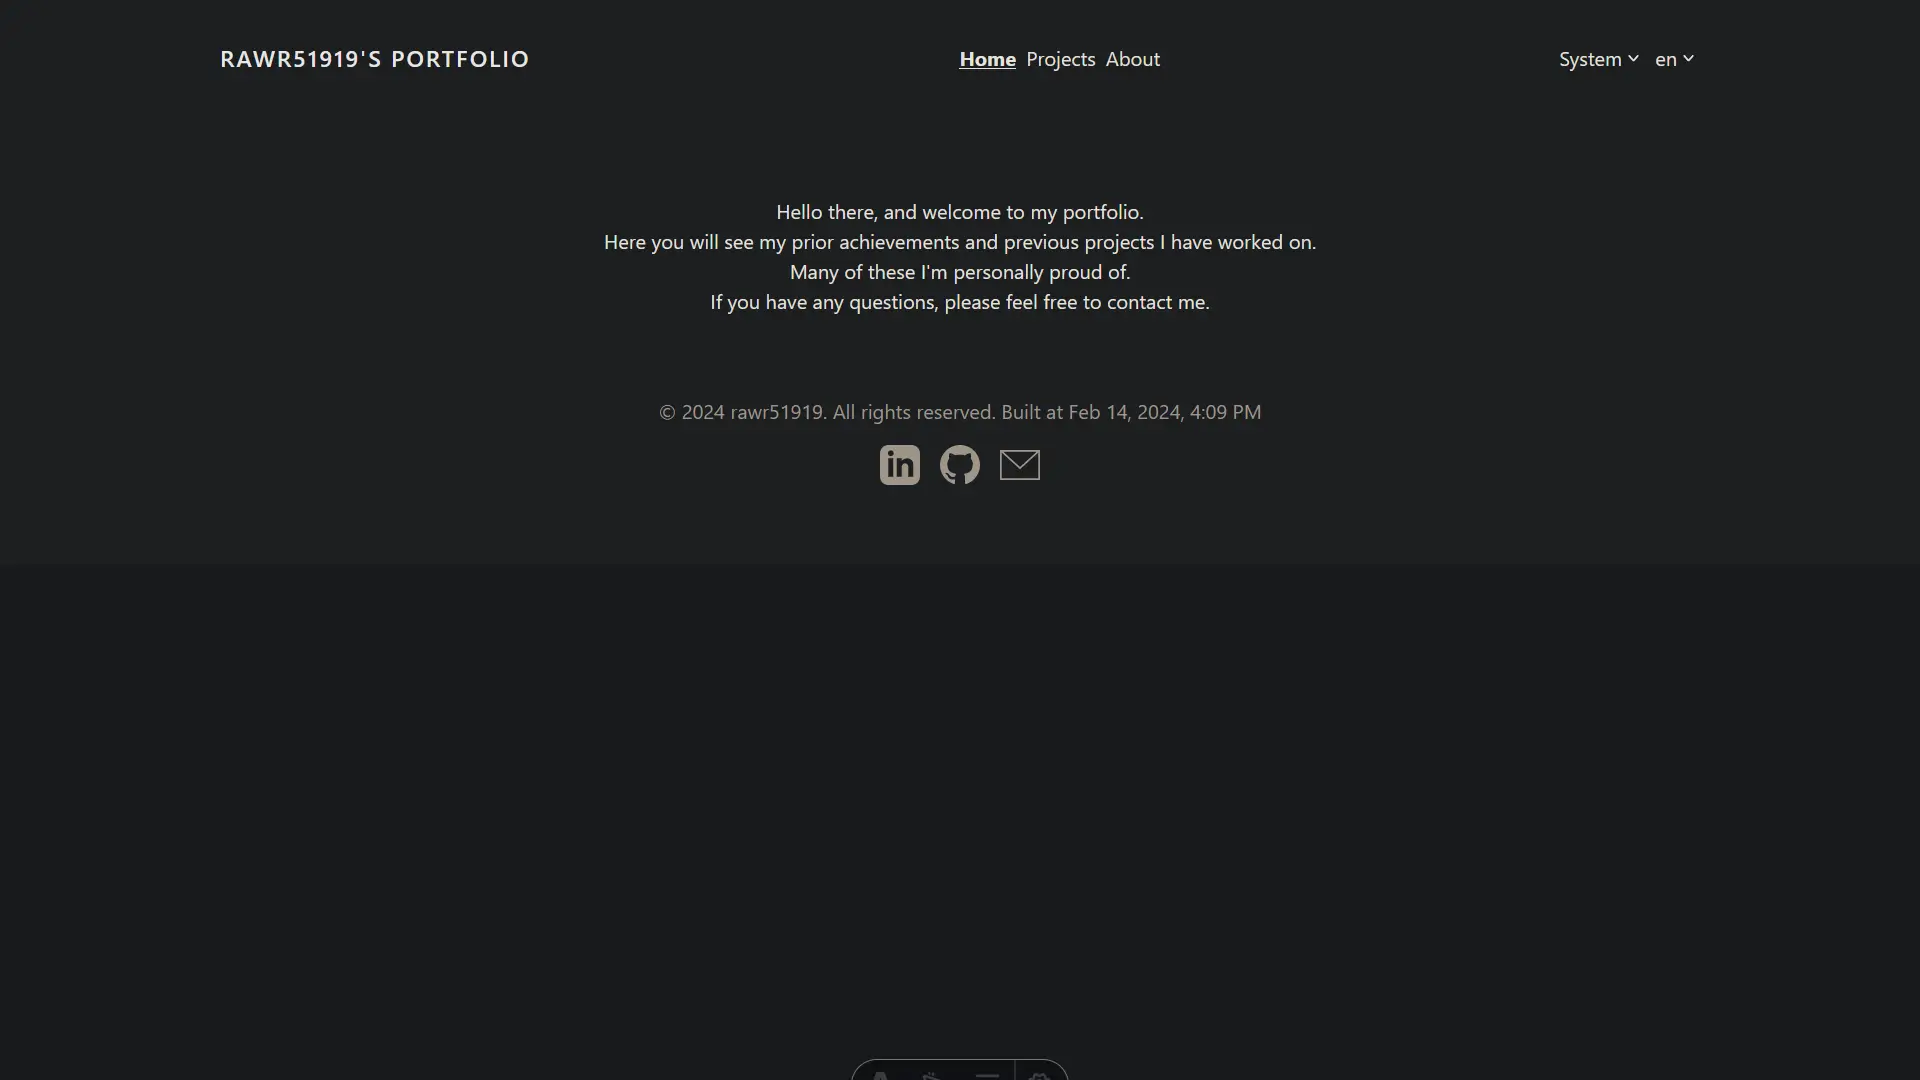 RAWR51919'S PORTFOLIO
Home Projects About
System en
Hello there, and welcome to my portfolio.
Here you will see my prior achievements and previous projects I have worked on.
Many of these I'm personally proud of.
If you have any questions, please feel free to contact me.
© 2024 rawr51919. All rights reserved. Built at Feb 14, 2024, 4:09 PM
in